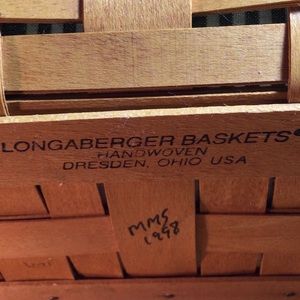 LONGABERGER BASKETS®
HANDWOVEN
DRESDEN, OHIO USA
MMS
1998